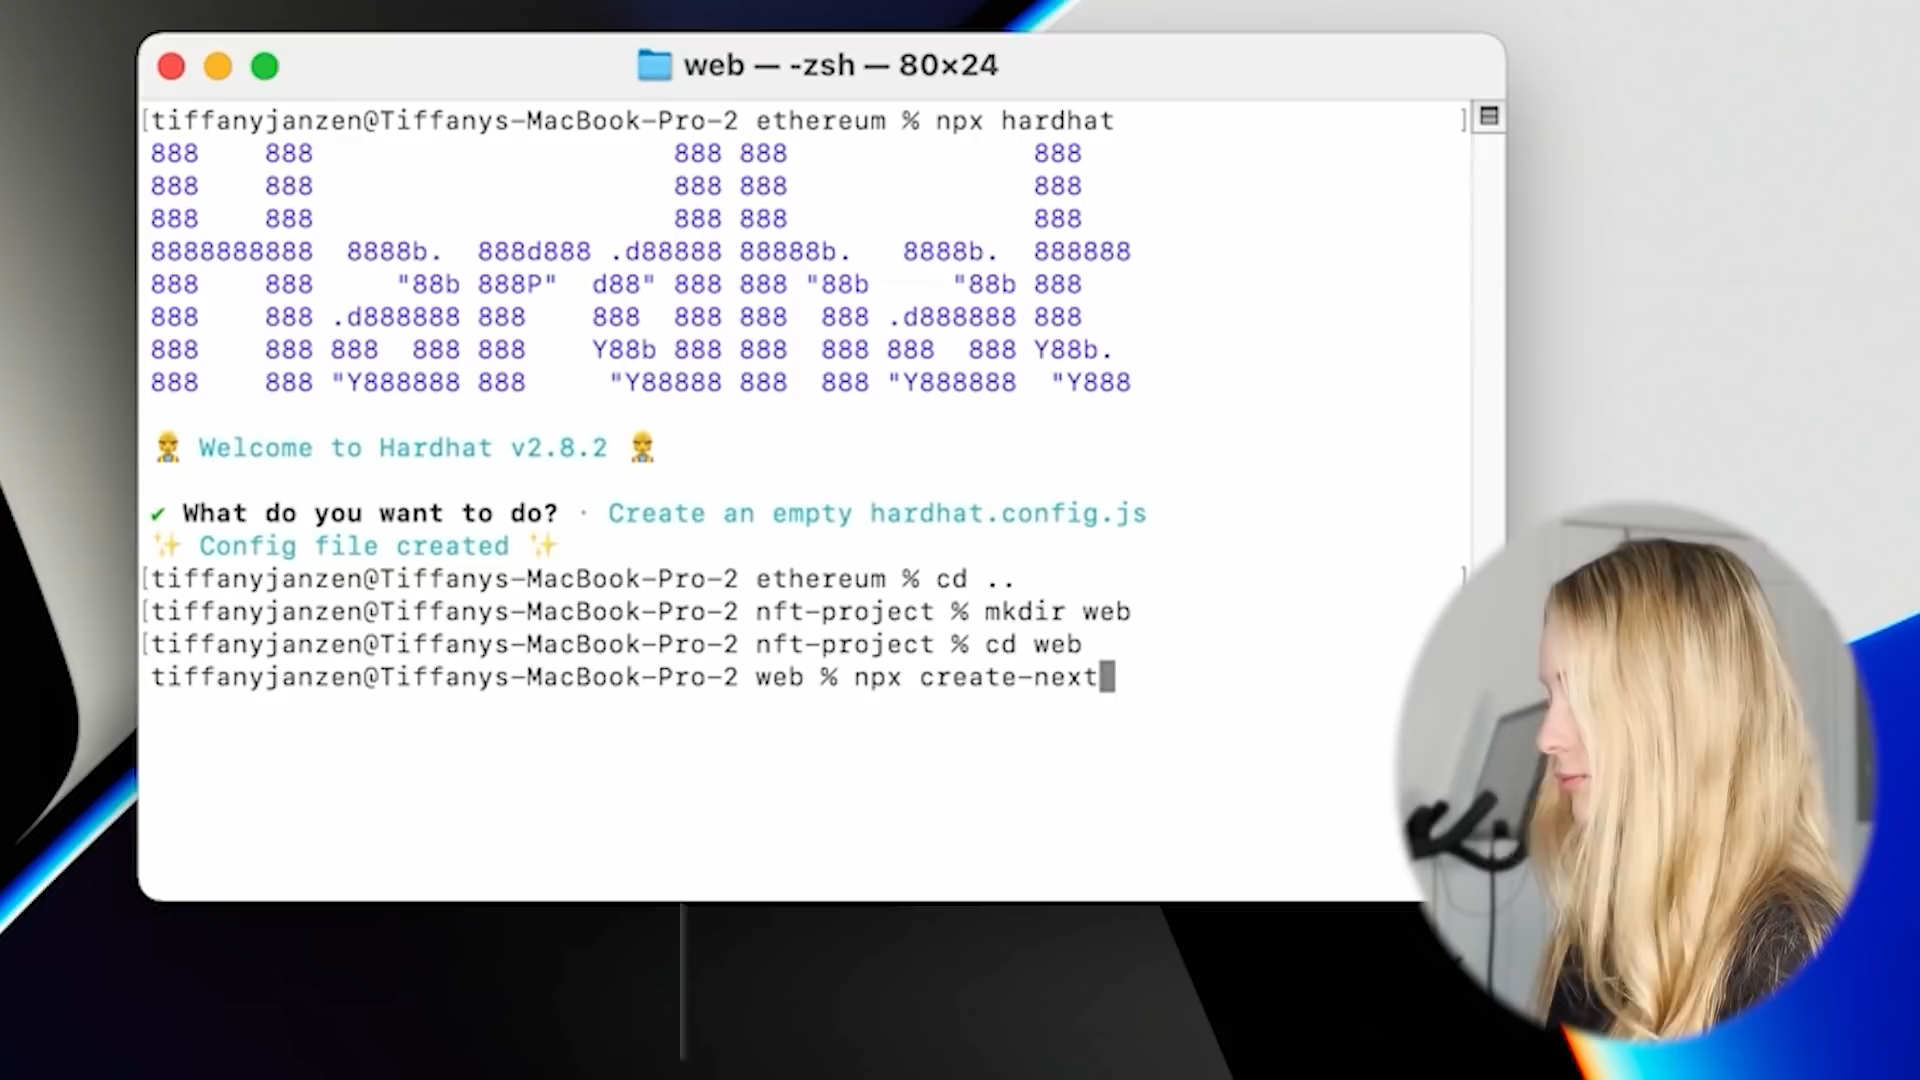 web — -zsh — 80×24
[tiffanyjanzen@Tiffanys-MacBook-Pro-2 ethereum % npx hardhat ]
888    888                      888 888               888
888    888                      888 888               888
888    888                      888 888               888
8888888888  8888b.  888d888 .d88888 88888b.   8888b.  888888
888    888     "88b 888P"  d88" 888 888 "88b     "88b 888
888    888 .d888888 888    888  888 888  888 .d888888 888
888    888 888  888 888    Y88b 888 888  888 888  888 Y88b.
888    888 "Y888888 888     "Y88888 888  888 "Y888888  "Y888
👷 Welcome to Hardhat v2.8.2 👷
✔ What do you want to do? · Create an empty hardhat.config.js
✨ Config file created ✨
[tiffanyjanzen@Tiffanys-MacBook-Pro-2 ethereum % cd .. ]
[tiffanyjanzen@Tiffanys-MacBook-Pro-2 nft-project % mkdir web
[tiffanyjanzen@Tiffanys-MacBook-Pro-2 nft-project % cd web
tiffanyjanzen@Tiffanys-MacBook-Pro-2 web % npx create-next